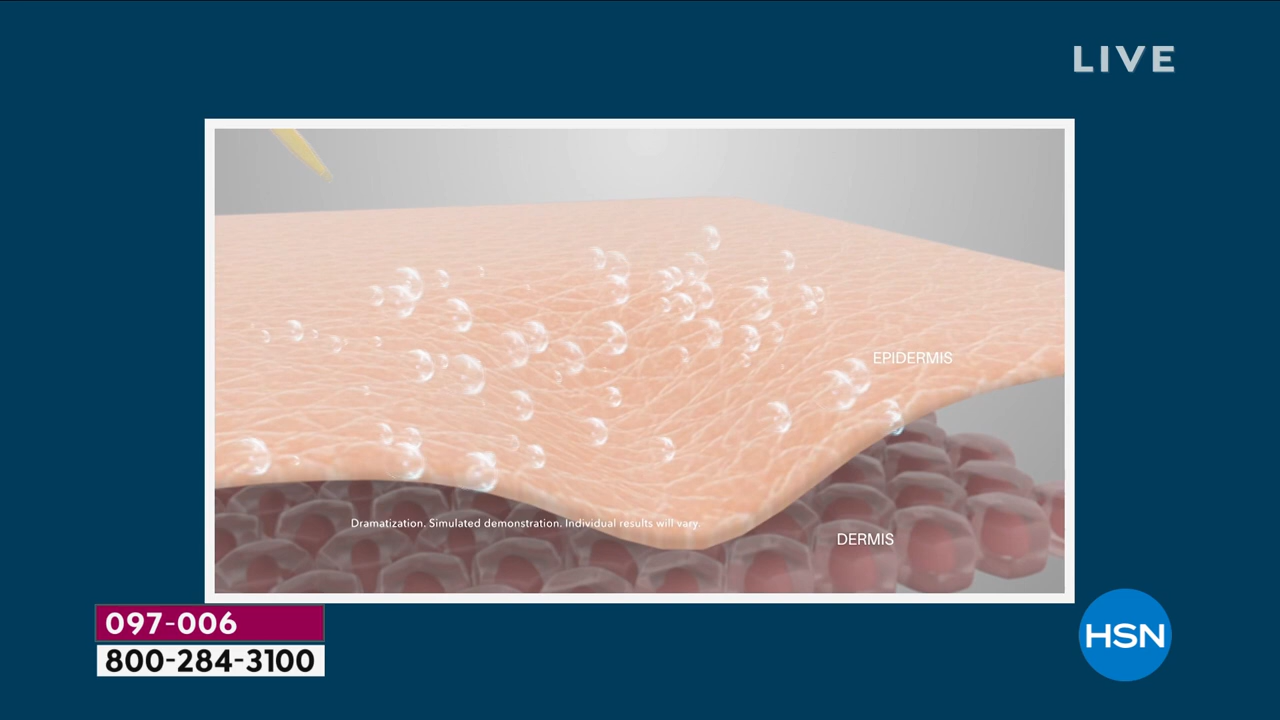 LIVE
EPIDERMIS
Dramatization. Simulated demonstration. Individual results will vary.
DERMIS
097-006
800-284-3100
HSN